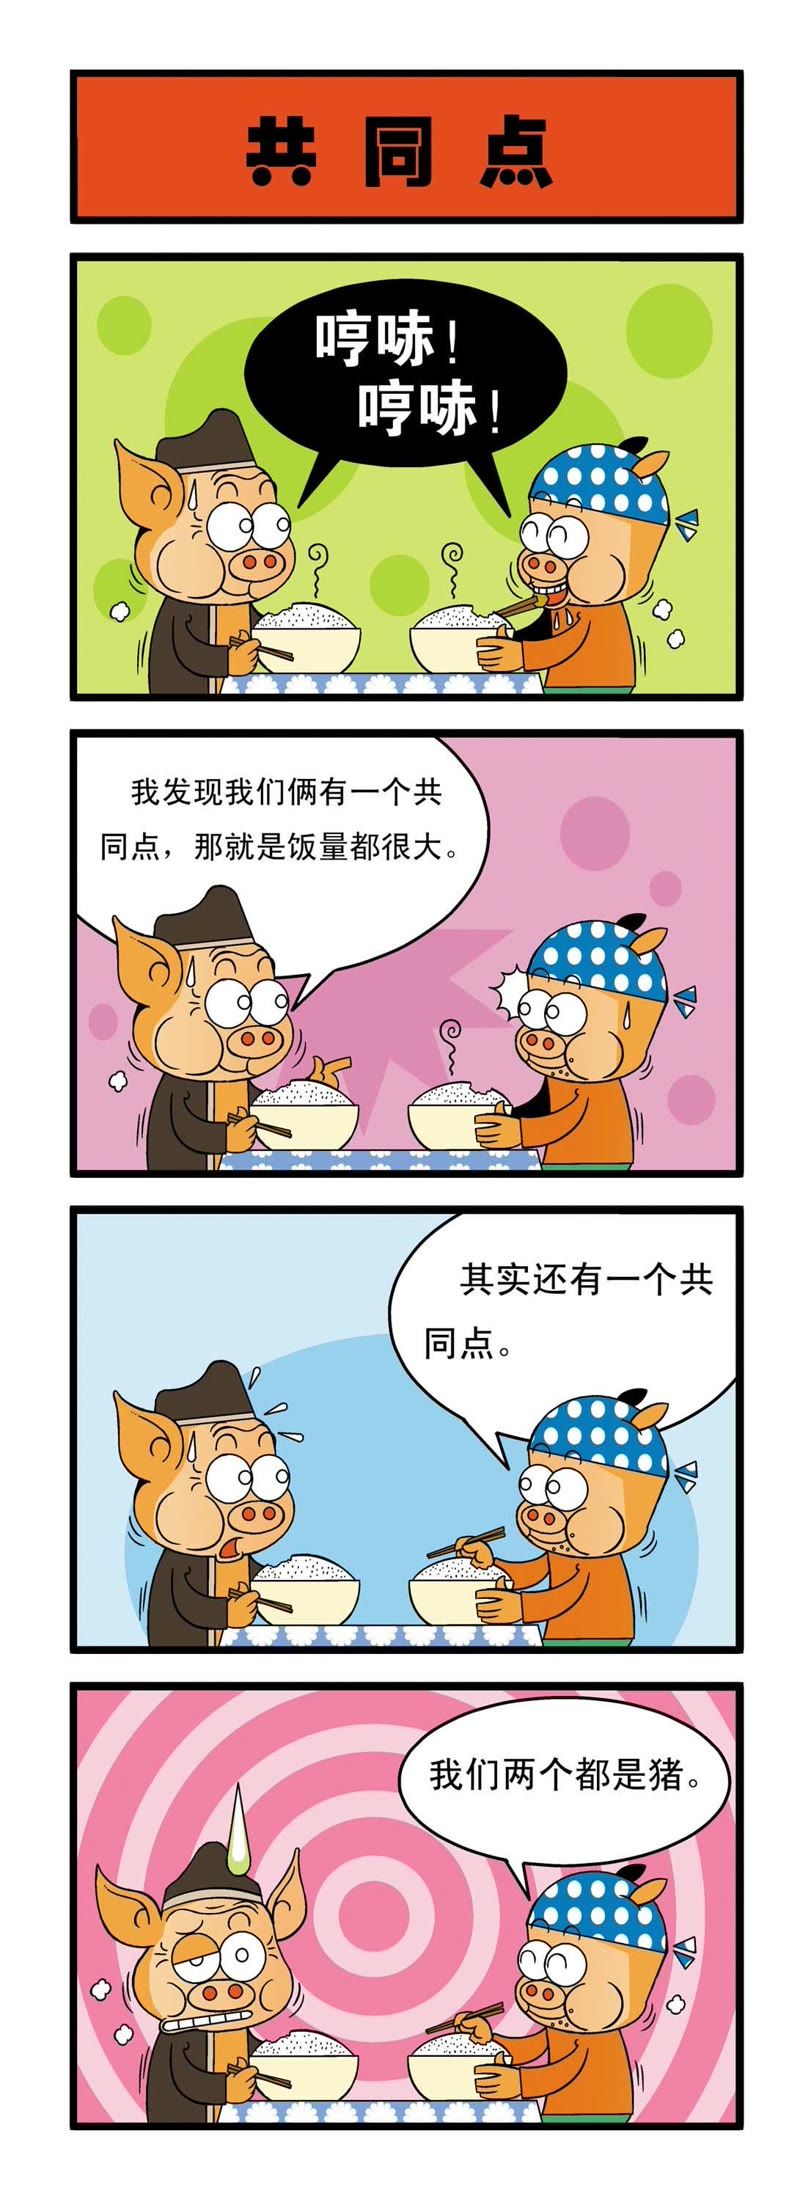 共同点
哼哧！
哼哧！
我发现我们俩有一个共
同点，那就是饭量都很大。
其实还有一个共
同点。
我们两个都是猪。